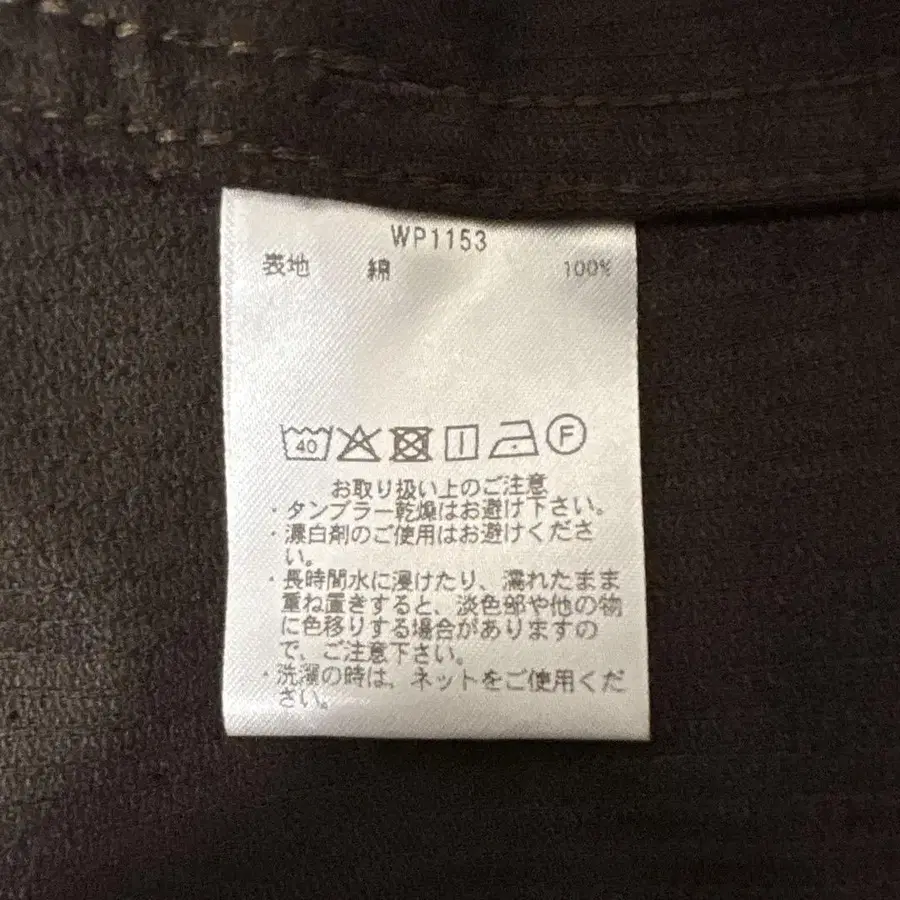 WP1153
表地 綿 100%
40 F
お取り扱い上のご注意
・タンブラー乾燥はお避け下さい。
・漂白剤のご使用はお避けくださ
い。
・長時間水に浸けたり、濡れたまま
重ね置きすると、淡色部や他の物
に色移りする場合がありますの
で、ご注意下さい。
・洗濯の時は、ネットをご使用くだ
さい。